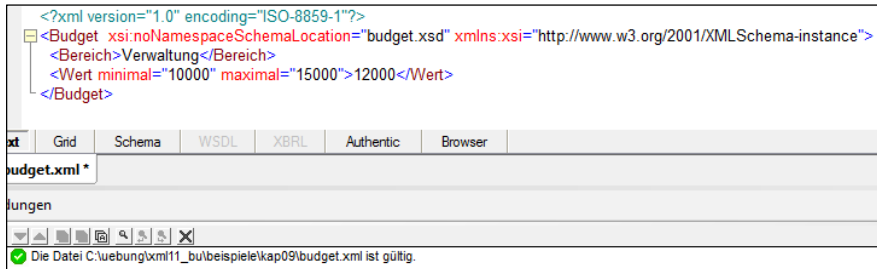 <?xml version="1.0" encoding="ISO-8859-1"?>
<Budget xsi:noNamespaceSchemaLocation="budget.xsd" xmlns:xsi="http://www.w3.org/2001/XMLSchema-instance">
<Bereich>Verwaltung</Bereich>
<Wert minimal="10000" maximal="15000">12000</Wert>
</Budget>
xt Grid Schema WSDL XBRL Authentic Browser
budget.xml *
dungen
Die Datei C:\uebung\xml11_bu\beispiele\kap09\budget.xml ist gültig.